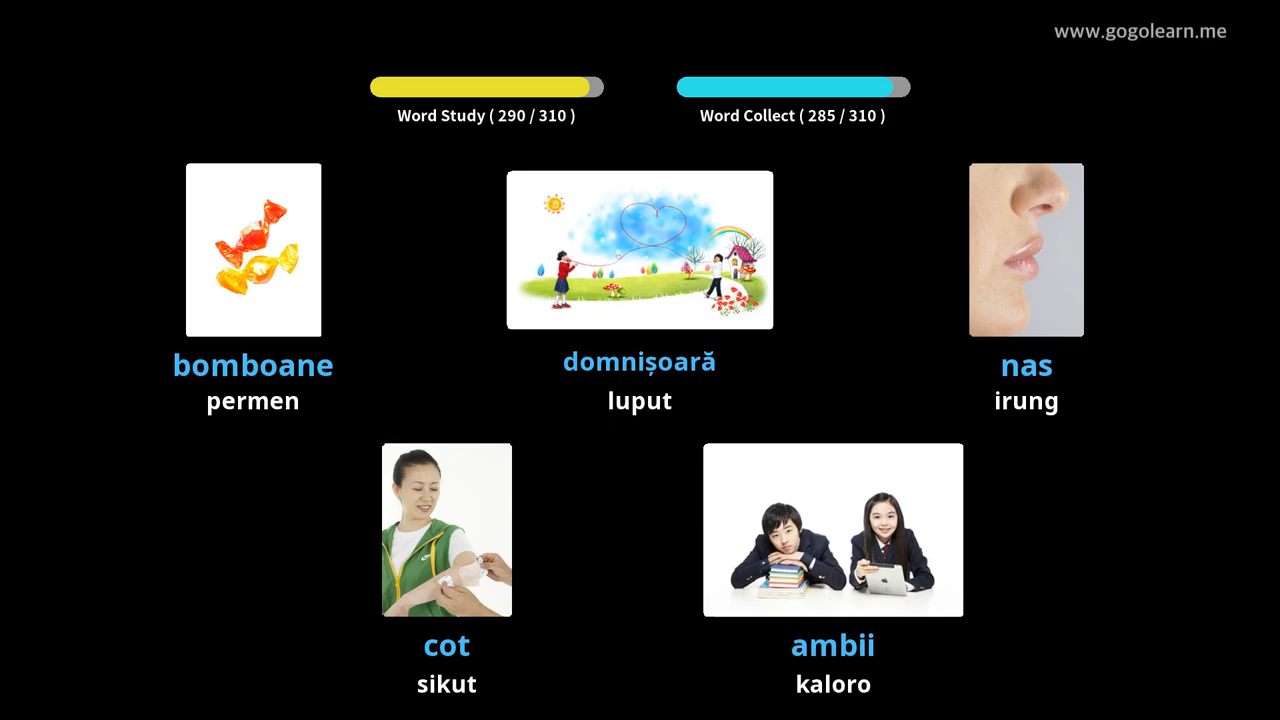 www.gogolearn.me
Word Study ( 290 / 310 )
Word Collect ( 285 / 310 )
bomboane
permen
domnișoară
luput
nas
irung
cot
sikut
ambii
kaloro